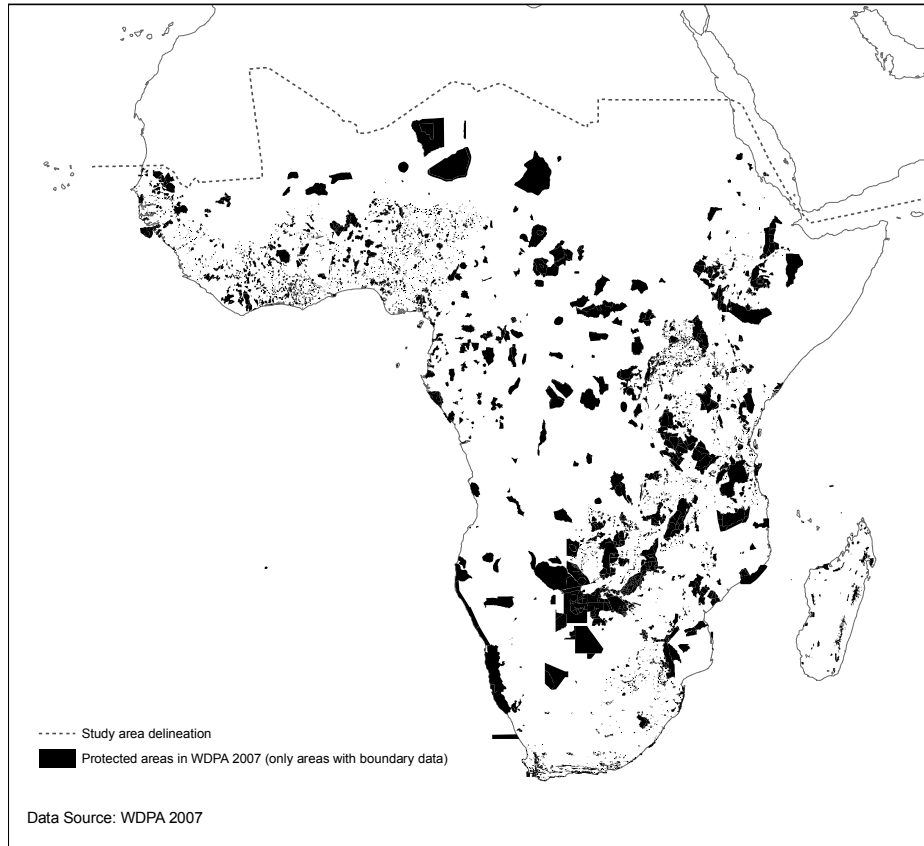 Study area delineation
Protected areas in WDPA 2007 (only areas with boundary data)
Data Source: WDPA 2007